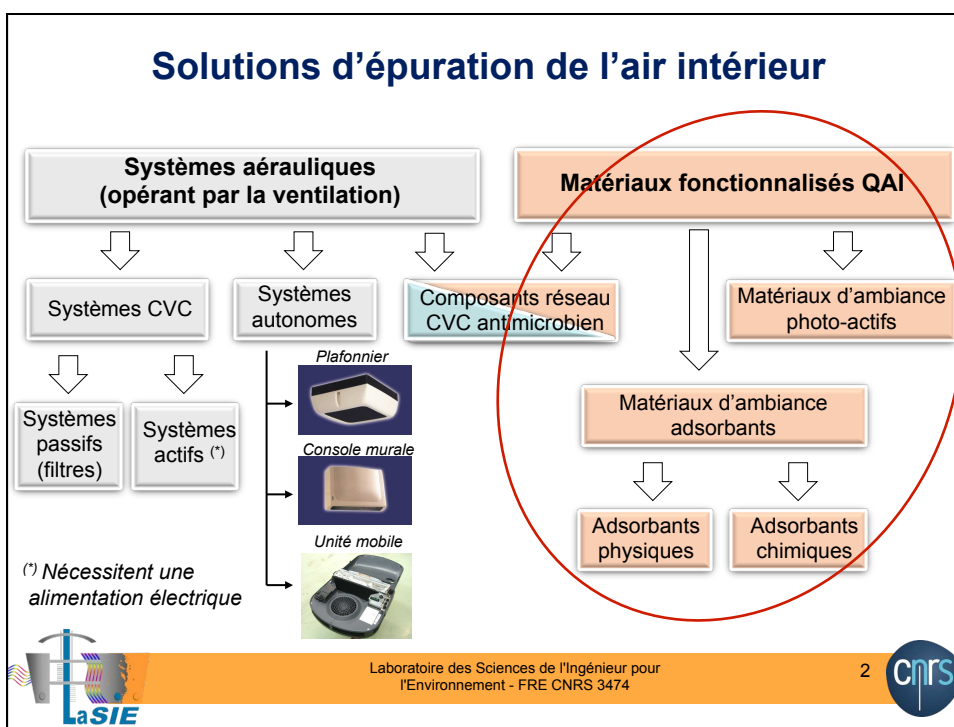 Solutions d'épuration de l'air intérieur
Systèmes aérauliques
(opérant par la ventilation)
Matériaux fonctionnalisés QAI
Systèmes CVC
Systèmes
autonomes
Composants réseau
CVC antimicrobien
Matériaux d'ambiance
photo-actifs
Plafonnier
Systèmes
passifs
(filtres)
Systèmes
actifs (*)
Matériaux d'ambiance
adsorbants
Console murale
Adsorbants
physiques
Adsorbants
chimiques
Unité mobile
(*) Nécessitent une
alimentation électrique
Laboratoire des Sciences de l'Ingénieur pour
l'Environnement - FRE CNRS 3474
2
LaSIE
cnrs